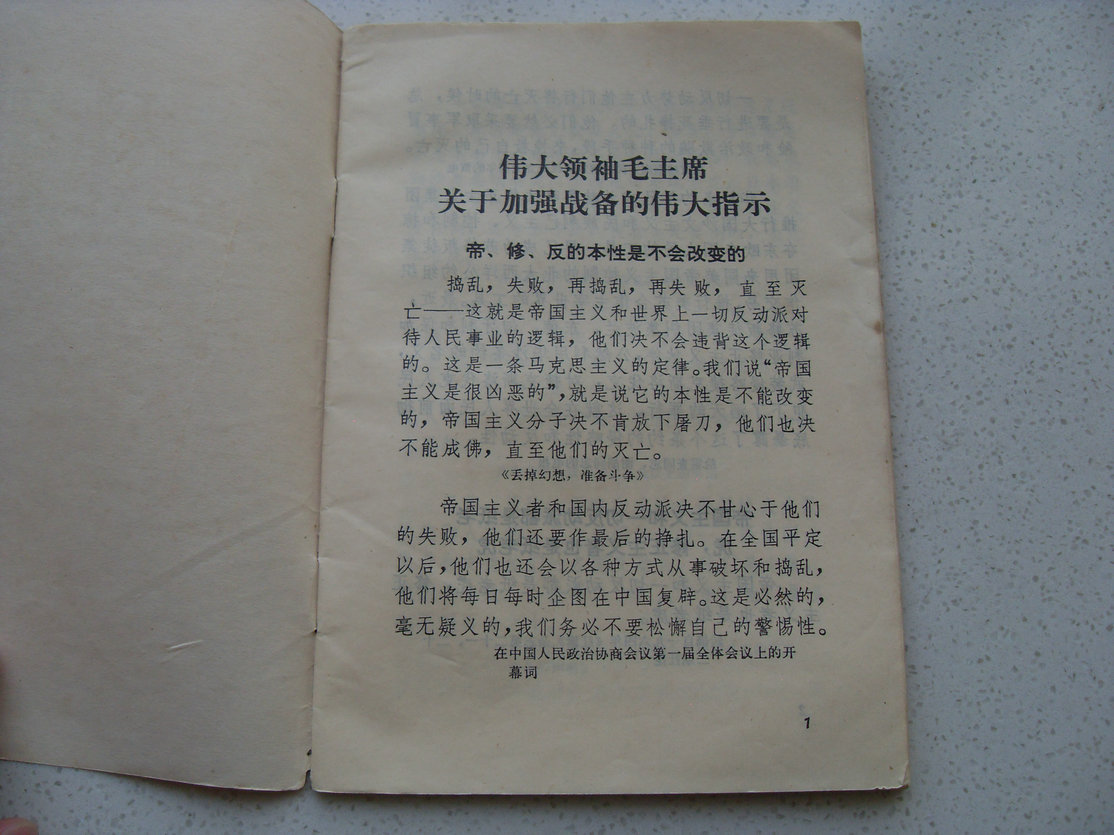 伟大领袖毛主席
关于加强战备的伟大指示
帝、修、反的本性是不会改变的
捣乱，失败，再捣乱，再失败，直至灭
亡——这就是帝国主义和世界上一切反动派对
待人民事业的逻辑，他们决不会违背这个逻辑
的。这是一条马克思主义的定律。我们说“帝国
主义是很凶恶的”，就是说它的本性是不能改变
的，帝国主义分子决不肯放下屠刀，他们也决
不能成佛，直至他们的灭亡。
《丢掉幻想，准备斗争》
帝国主义者和国内反动派决不甘心于他们
的失败，他们还要作最后的挣扎。在全国平定
以后，他们也还会以各种方式从事破坏和捣乱，
他们将每日每时企图在中国复辟。这是必然的，
毫无疑义的，我们务必不要松懈自己的警惕性。
在中国人民政治协商会议第一届全体会议上的开
幕词
1